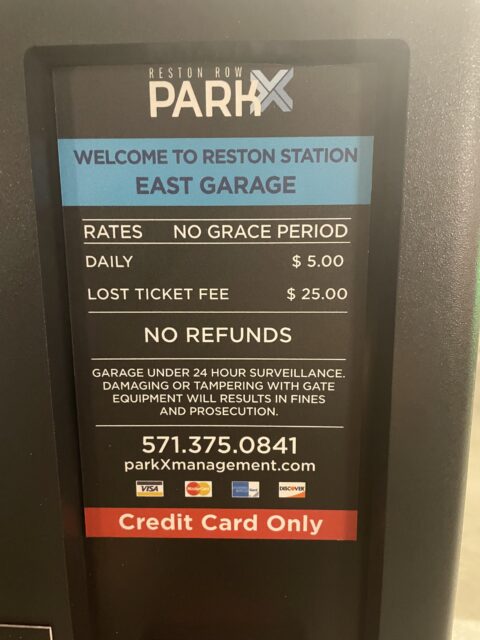 RESTON ROW
PARKX
WELCOME TO RESTON STATION
EAST GARAGE
RATES NO GRACE PERIOD
DAILY $ 5.00
LOST TICKET FEE $ 25.00
NO REFUNDS
GARAGE UNDER 24 HOUR SURVEILLANCE.
DAMAGING OR TAMPERING WITH GATE
EQUIPMENT WILL RESULTS IN FINES
AND PROSECUTION.
571.375.0841
parkXmanagement.com
VISA MasterCard DISCOVER
Credit Card Only